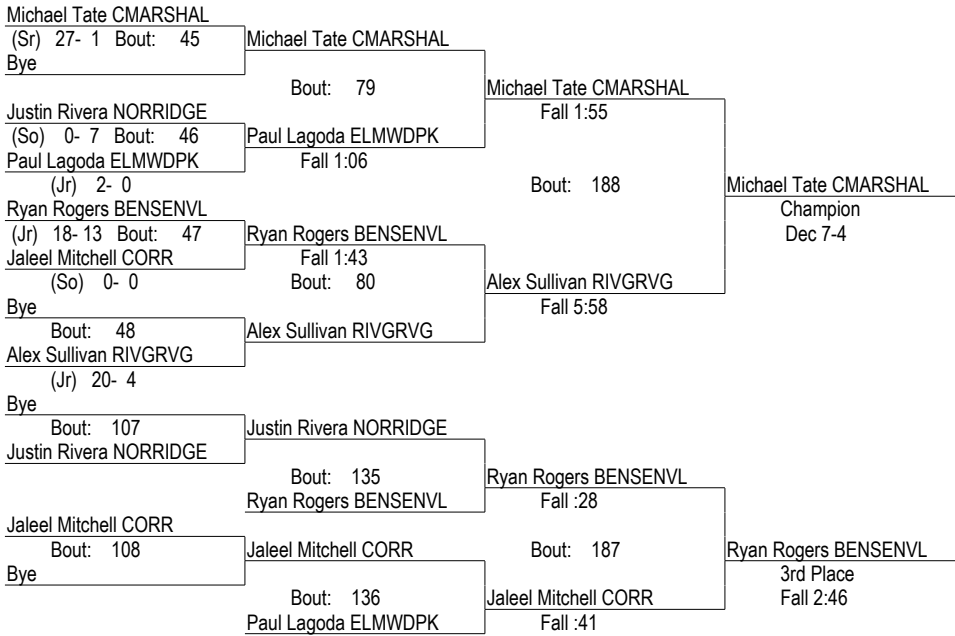 Michael Tate CMARSHAL
(Sr) 27- 1 Bout: 45 Michael Tate CMARSHAL
Bye
Bout: 79 Michael Tate CMARSHAL
Justin Rivera NORRIDGE Fall 1:55
(So) 0- 7 Bout: 46 Paul Lagoda ELMWDPK
Paul Lagoda ELMWDPK Fall 1:06
(Jr) 2- 0 Bout: 188 Michael Tate CMARSHAL
Ryan Rogers BENSENVL Champion
(Jr) 18- 13 Bout: 47 Ryan Rogers BENSENVL Dec 7-4
Jaleel Mitchell CORR Fall 1:43
(So) 0- 0 Bout: 80 Alex Sullivan RIVGRVG
Bye Fall 5:58
Bout: 48 Alex Sullivan RIVGRVG
Alex Sullivan RIVGRVG
(Jr) 20- 4
Bye
Bout: 107 Justin Rivera NORRIDGE
Justin Rivera NORRIDGE
Bout: 135 Ryan Rogers BENSENVL
Ryan Rogers BENSENVL Fall :28
Jaleel Mitchell CORR
Bout: 108 Jaleel Mitchell CORR Bout: 187 Ryan Rogers BENSENVL
Bye 3rd Place
Bout: 136 Jaleel Mitchell CORR Fall 2:46
Paul Lagoda ELMWDPK Fall :41